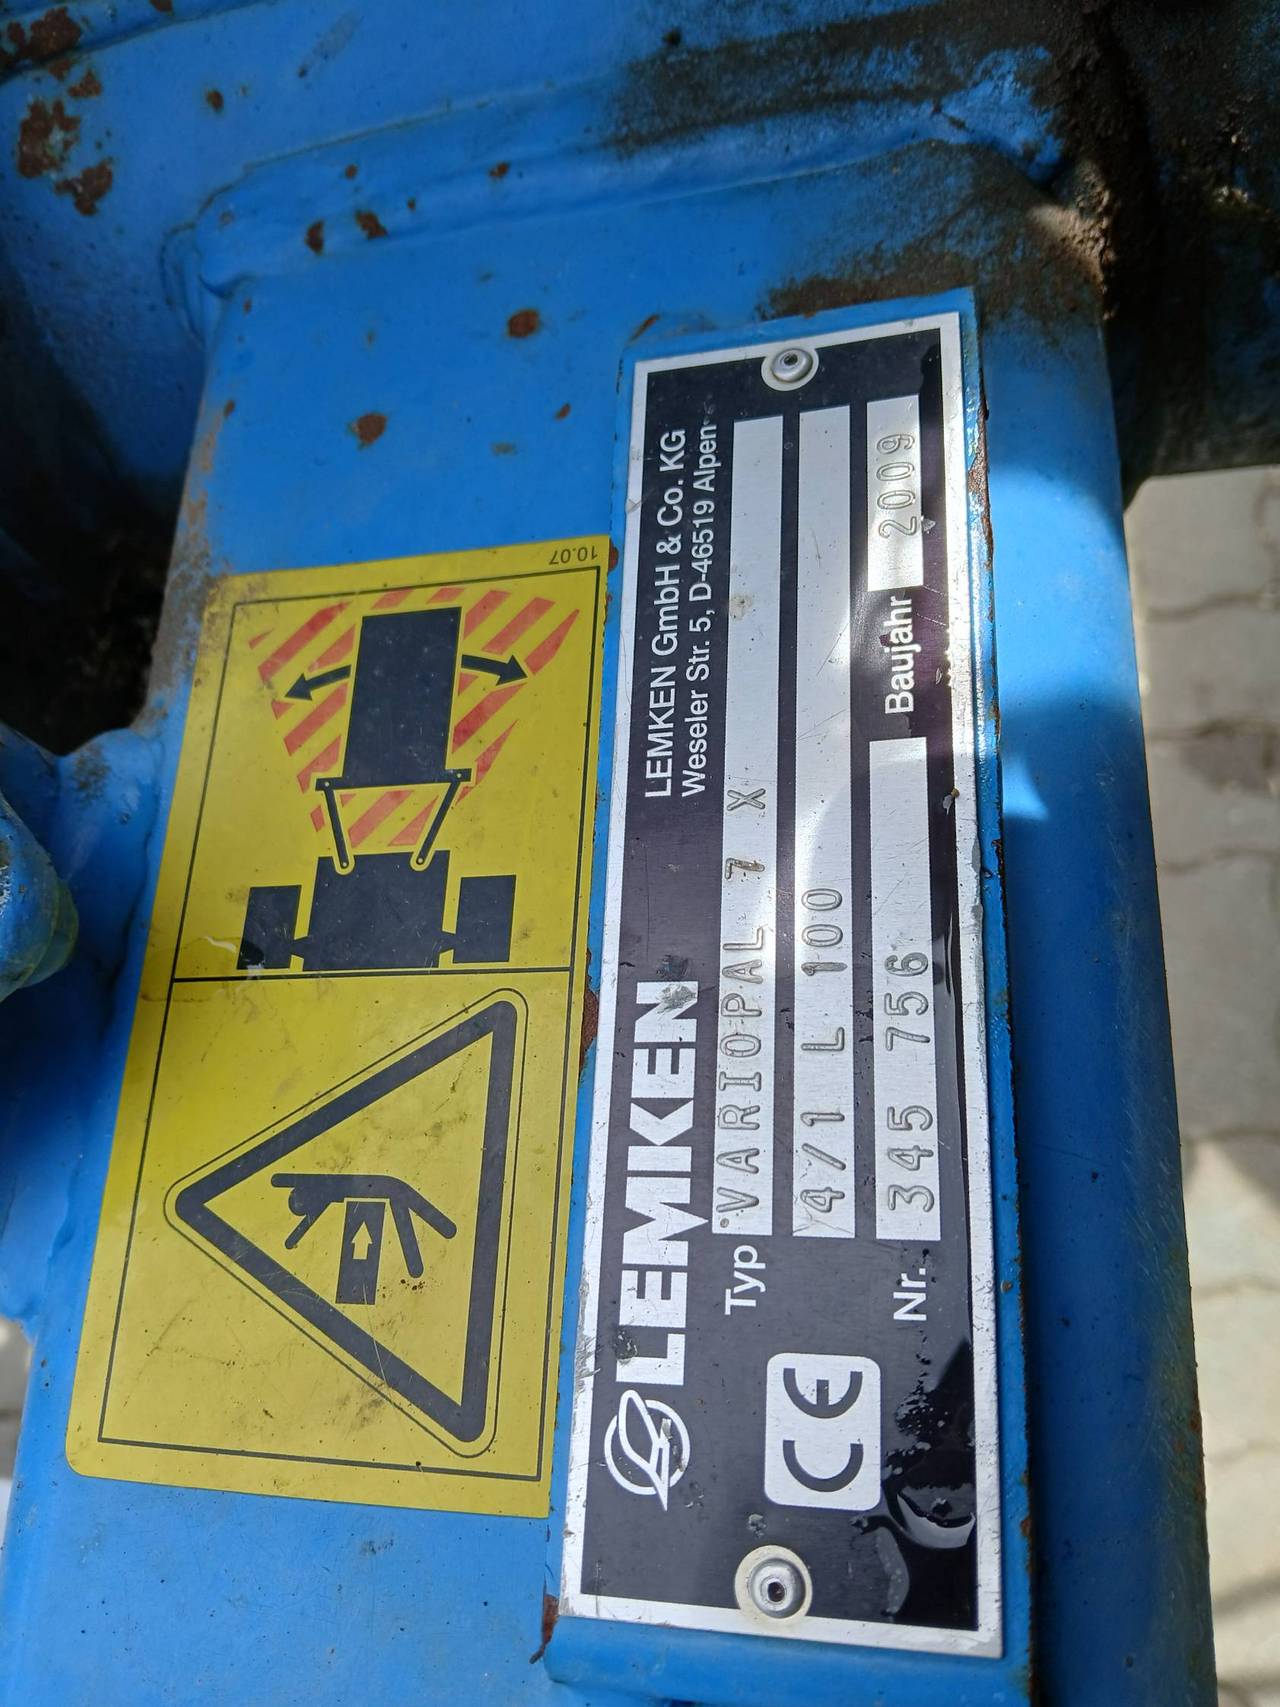 LEMKEN
LEMKEN GmbH & Co. KG
Weseler Str. 5, D-46519 Alpen
Typ VARIOPAL 7 X
4/1 L 100
Nr. 345 756 Baujahr 2009
CE
10.07